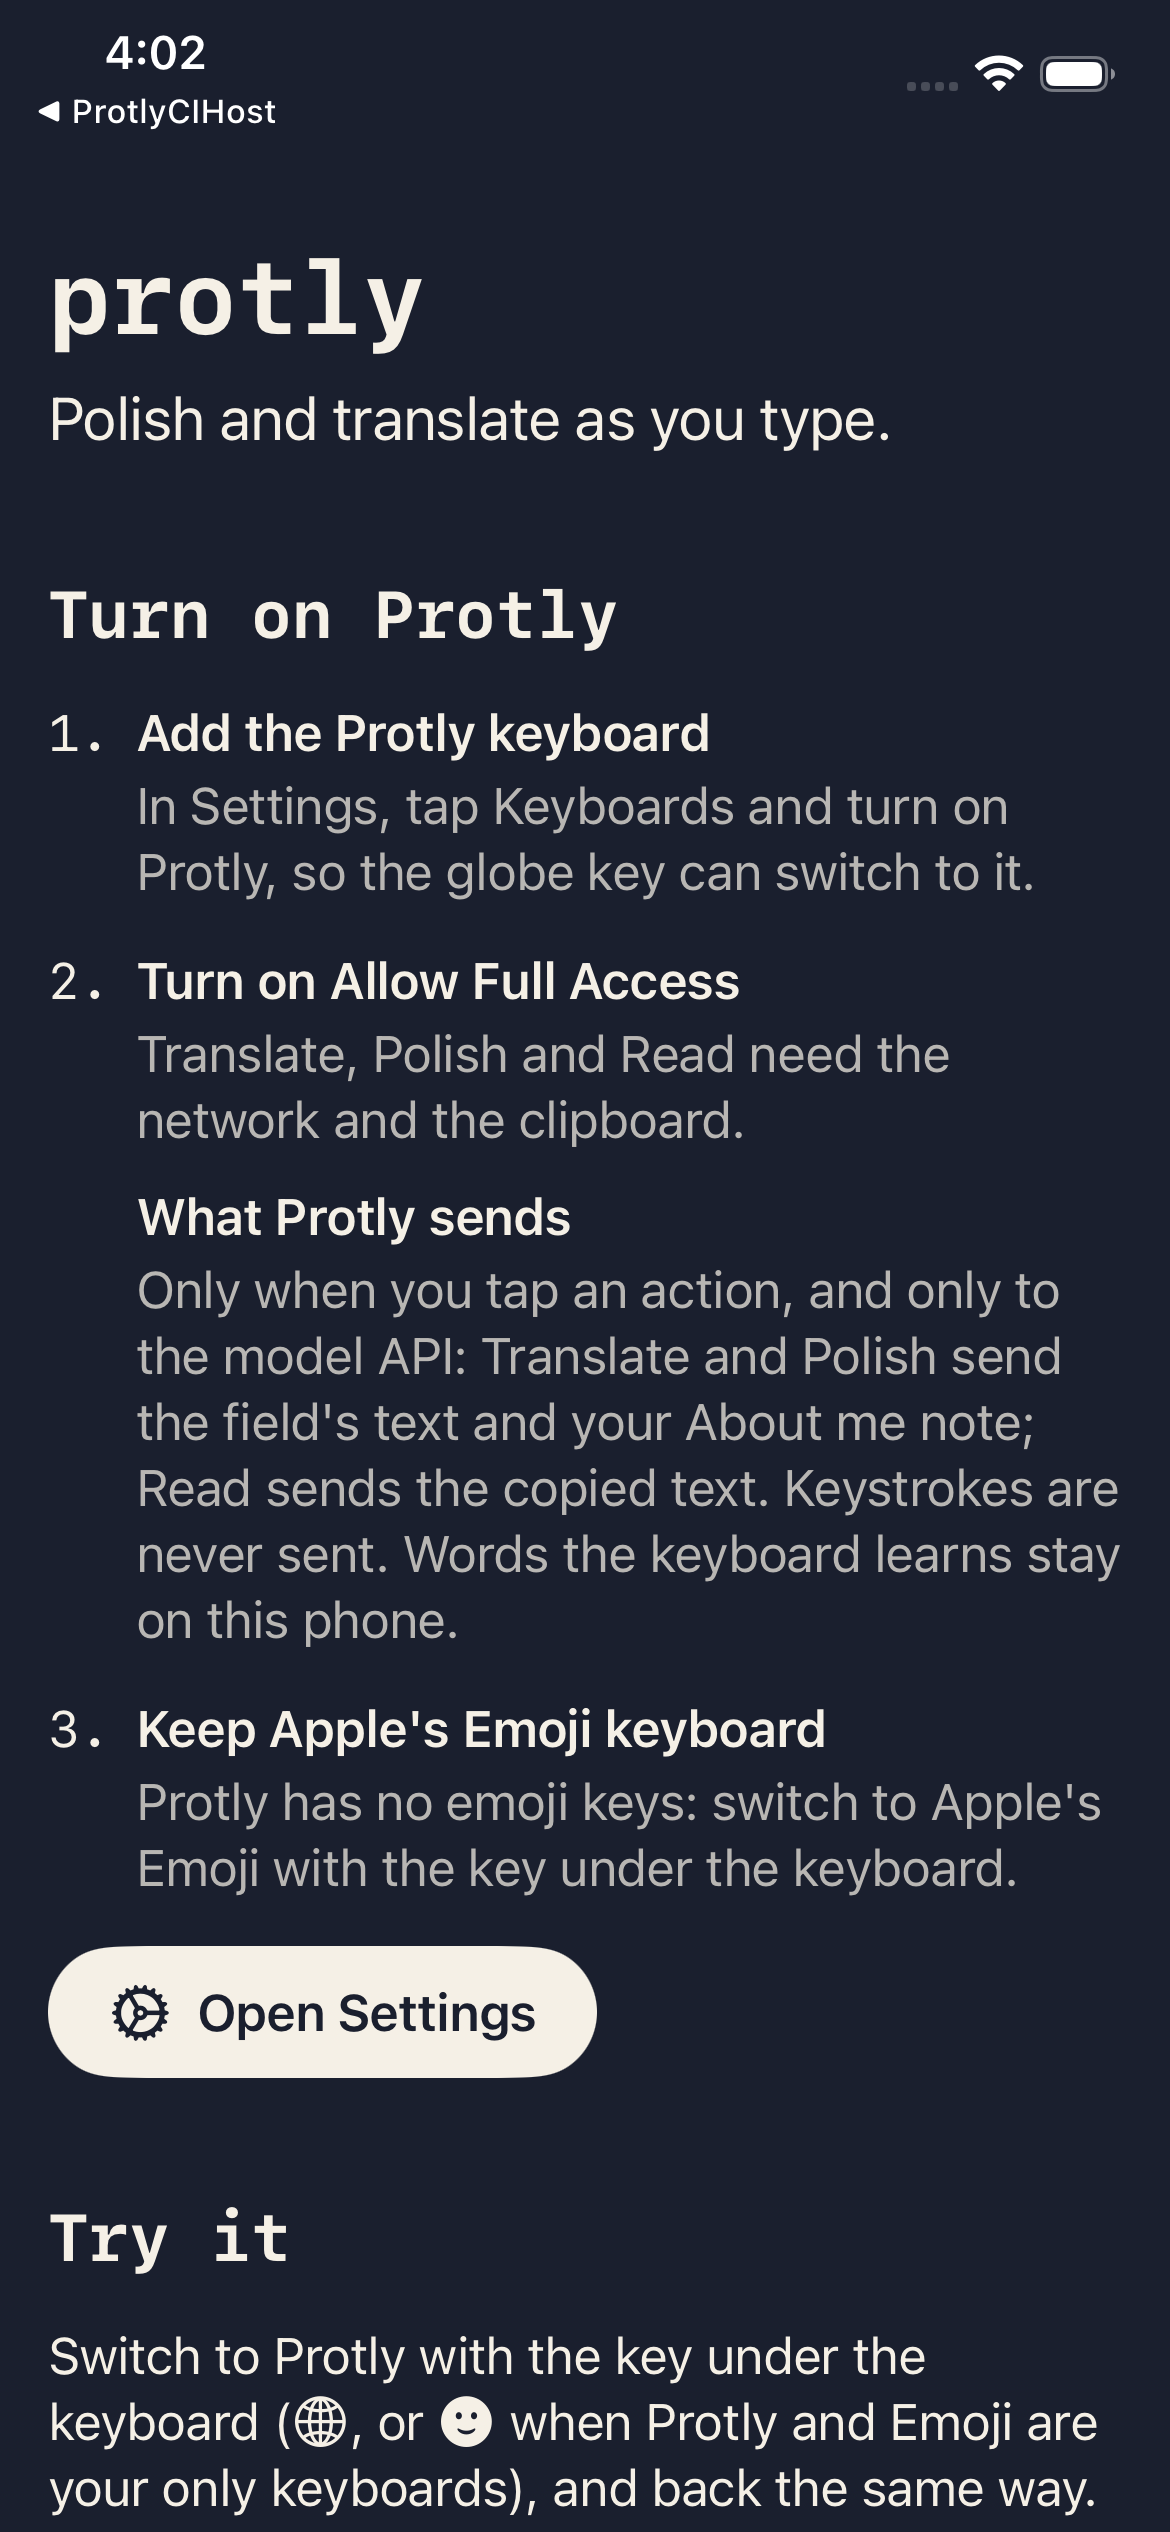 4:02
◀ ProtlyCIHost
protly
Polish and translate as you type.
Turn on Protly
1. Add the Protly keyboard
In Settings, tap Keyboards and turn on
Protly, so the globe key can switch to it.
2. Turn on Allow Full Access
Translate, Polish and Read need the
network and the clipboard.
What Protly sends
Only when you tap an action, and only to
the model API: Translate and Polish send
the field's text and your About me note;
Read sends the copied text. Keystrokes are
never sent. Words the keyboard learns stay
on this phone.
3. Keep Apple's Emoji keyboard
Protly has no emoji keys: switch to Apple's
Emoji with the key under the keyboard.
Open Settings
Try it
Switch to Protly with the key under the
keyboard (🌐, or 🙂 when Protly and Emoji are
your only keyboards), and back the same way.